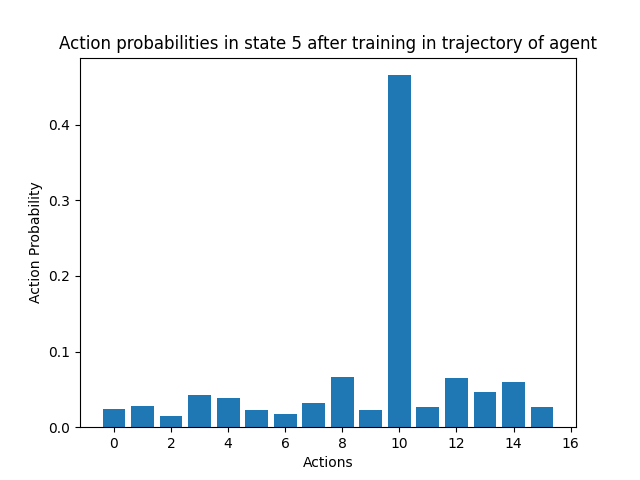 Action probabilities in state 5 after training in trajectory of agent
Action Probability
0.4
0.3
0.2
0.1
0.0
0 2 4 6 8 10 12 14 16
Actions